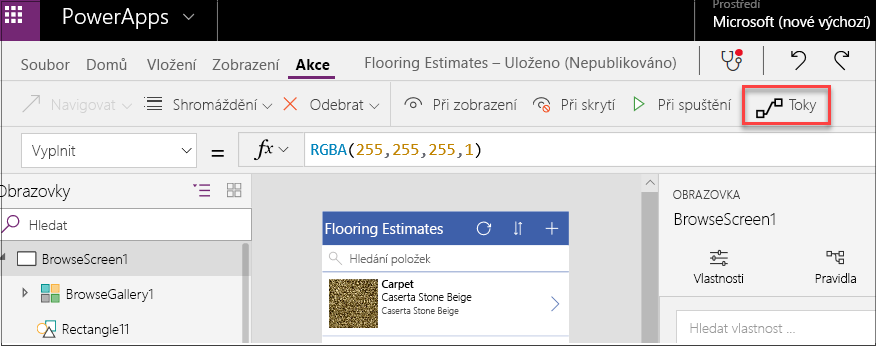 PowerApps
Prostředí
Microsoft (nové výchozí)
Soubor Domů Vložení Zobrazení Akce Flooring Estimates – Uloženo (Nepublikováno)
Navigovat Shromáždění Odebrat Při zobrazení Při skrytí Při spuštění Toky
Vyplnit = fx RGBA(255,255,255,1)
Obrazovky
Hledat
BrowseScreen1
BrowseGallery1
Rectangle11
Flooring Estimates
Hledání položek
Carpet
Caserta Stone Beige
Caserta Stone Beige
OBRAZOVKA
BrowseScreen1
Vlastnosti Pravidla
Hledat vlastnost ...